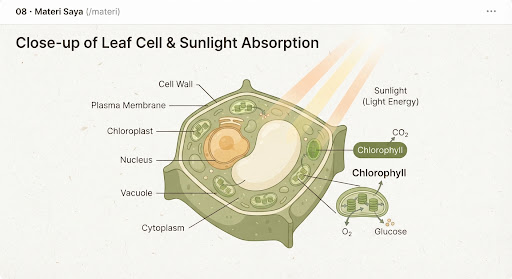 08 · Materi Saya (/materi)
Close-up of Leaf Cell & Sunlight Absorption
Cell Wall
Plasma Membrane
Chloroplast
Nucleus
Vacuole
Cytoplasm
Sunlight
(Light Energy)
CO₂
Chlorophyll
Chlorophyll
O₂
Glucose